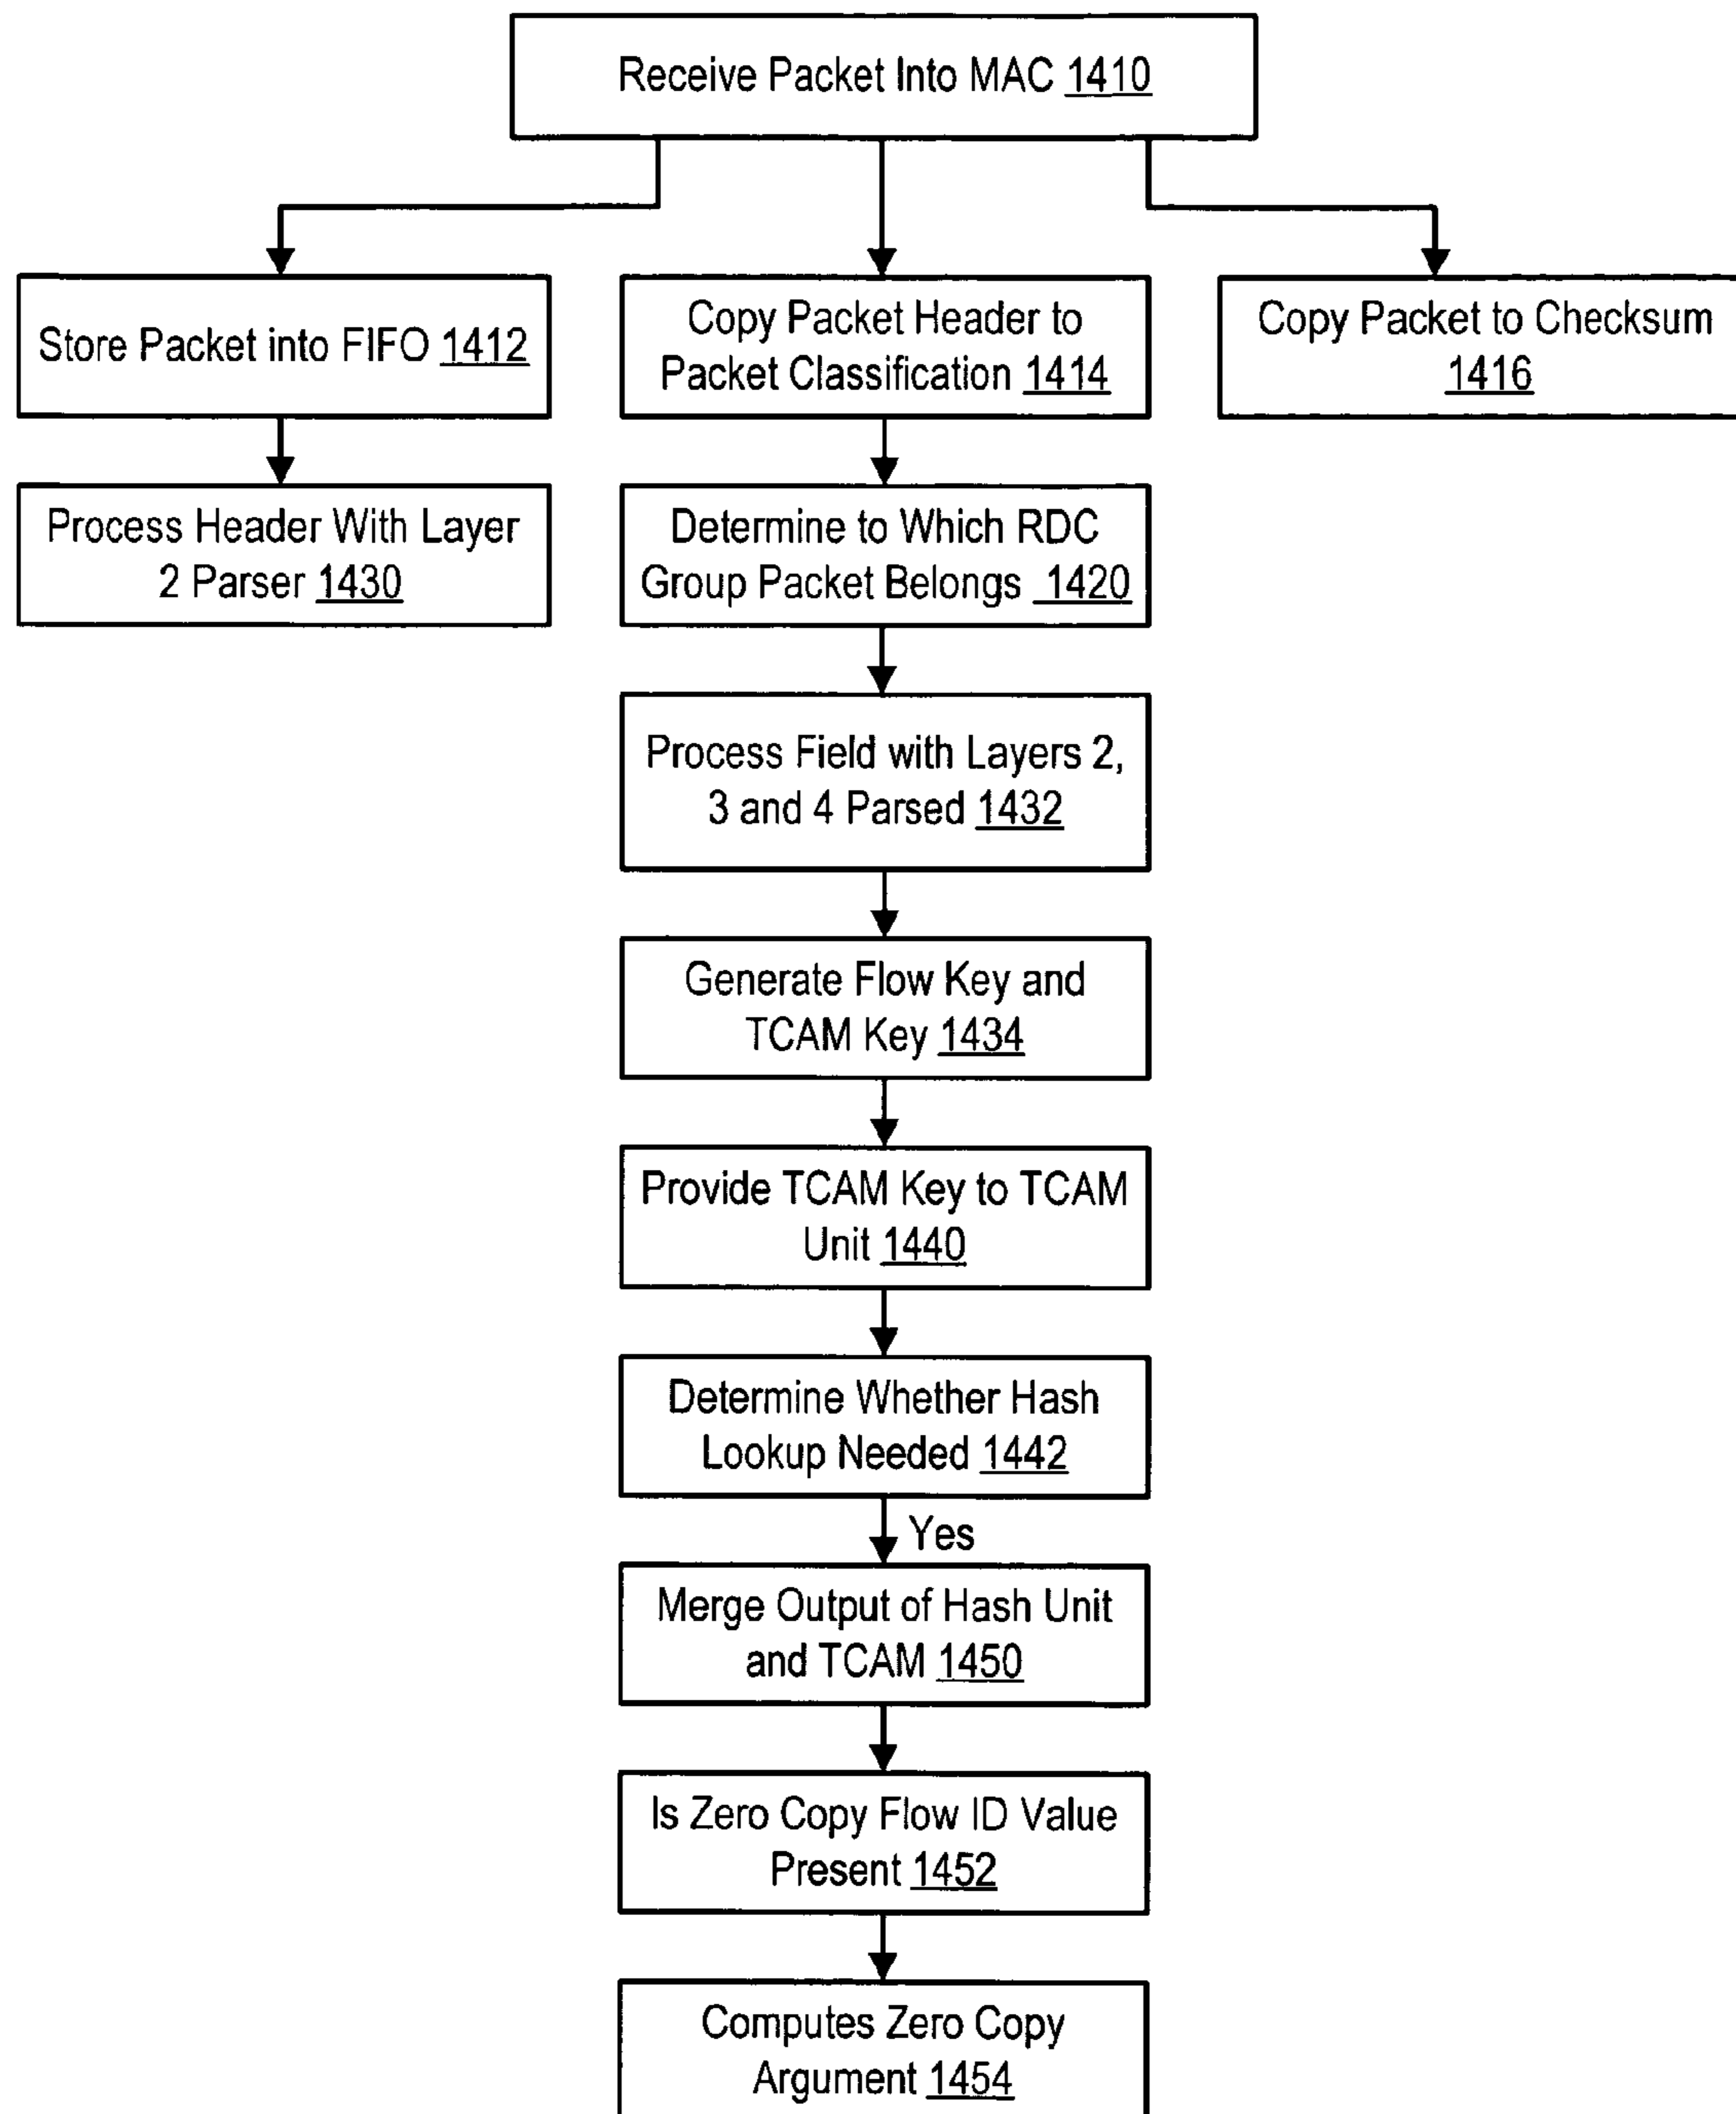 Receive Packet Into MAC 1410
Store Packet into FIFO 1412
Copy Packet Header to
Packet Classification 1414
Copy Packet to Checksum
1416
Process Header With Layer
2 Parser 1430
Determine to Which RDC
Group Packet Belongs 1420
Process Field with Layers 2,
3 and 4 Parsed 1432
Generate Flow Key and
TCAM Key 1434
Provide TCAM Key to TCAM
Unit 1440
Determine Whether Hash
Lookup Needed 1442
Yes
Merge Output of Hash Unit
and TCAM 1450
Is Zero Copy Flow ID Value
Present 1452
Computes Zero Copy
Argument 1454